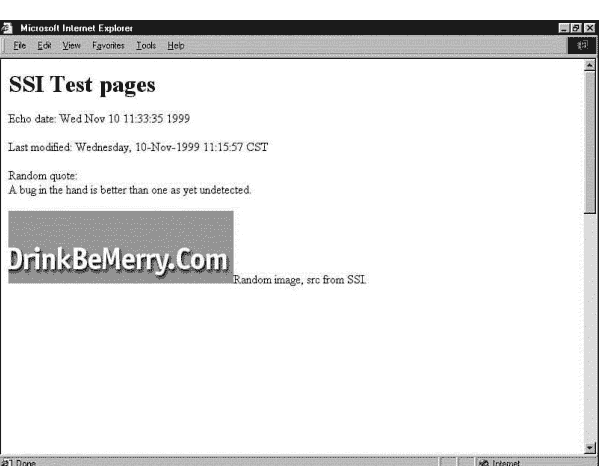 Microsoft Internet Explorer
File Edit View Favorites Tools Help
SSI Test pages
Echo date: Wed Nov 10 11:33:35 1999
Last modified: Wednesday, 10-Nov-1999 11:15:57 CST
Random quote:
A bug in the hand is better than one as yet undetected.
DrinkBeMerry.Com
Random image, src from SSI.
Done Internet